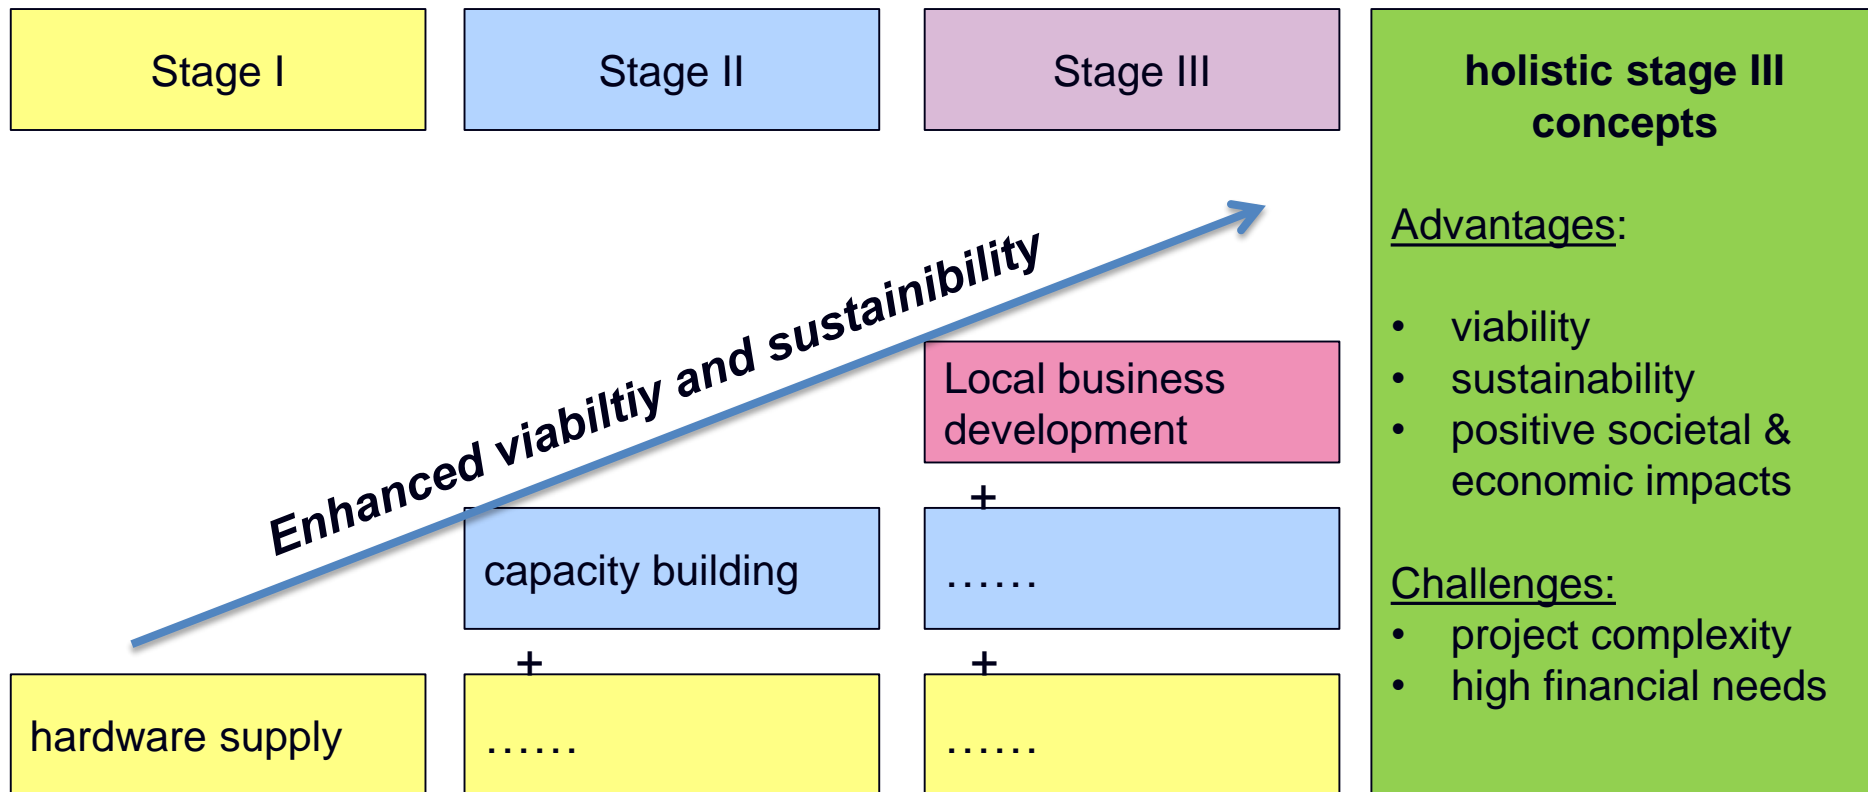 Stage I
Stage II
Stage III
Enhanced viabiltiy and sustainibility
Local business
development
+
capacity building
……
+
+
hardware supply
……
……
holistic stage III
concepts
Advantages:
• viability
• sustainability
• positive societal &
economic impacts
Challenges:
• project complexity
• high financial needs